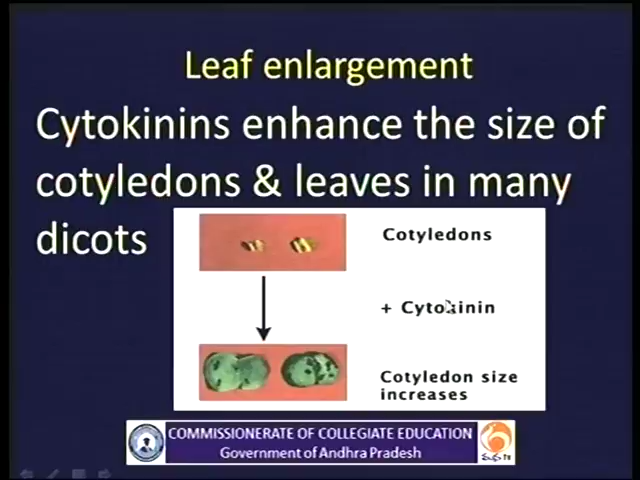 Leaf enlargement
Cytokinins enhance the size of
cotyledons & leaves in many
dicots
Cotyledons
+ Cytokinin
Cotyledon size
increases
COMMISSIONERATE OF COLLEGIATE EDUCATION
Government of Andhra Pradesh